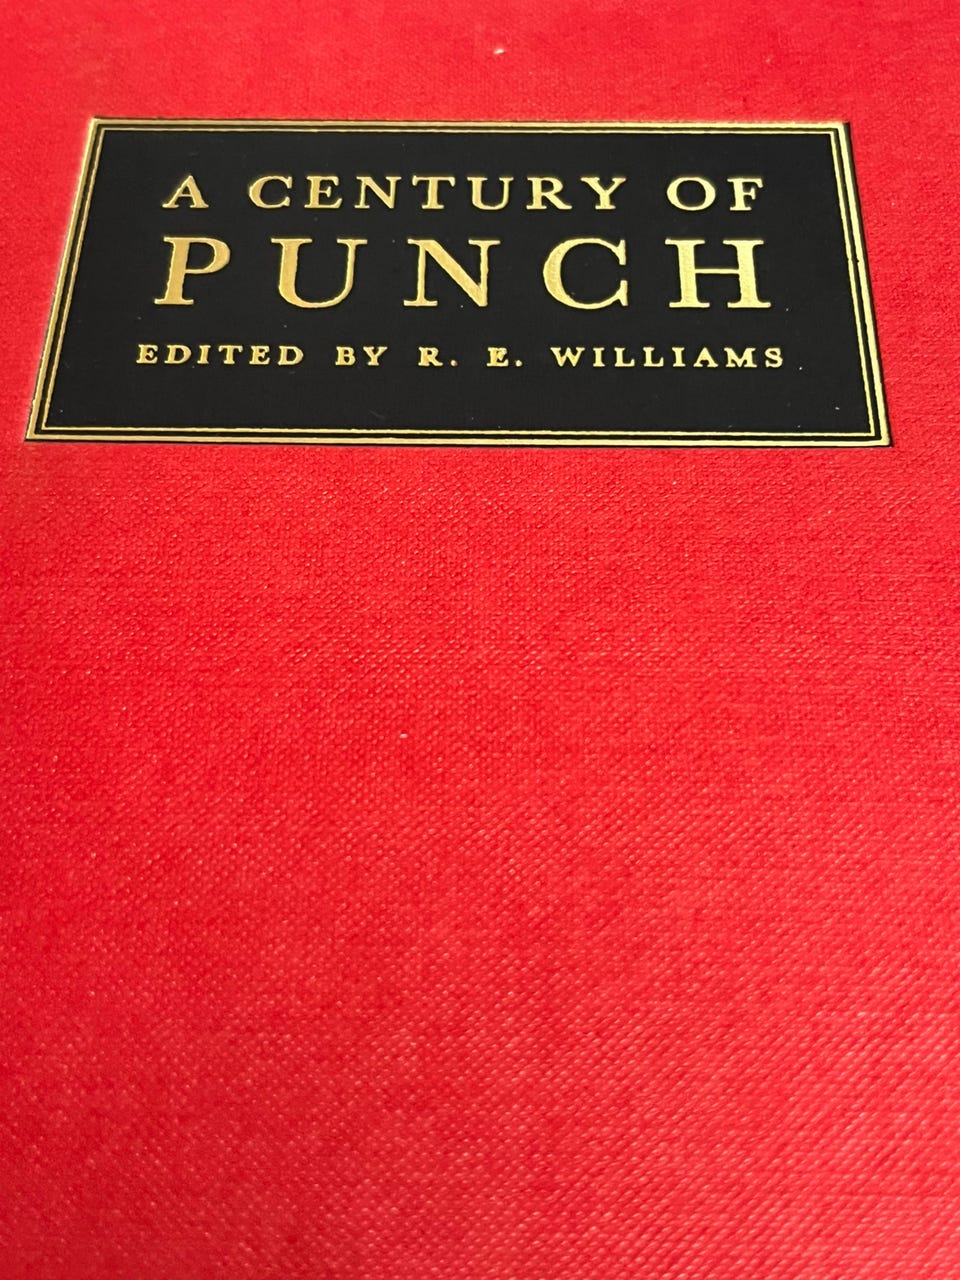 A CENTURY OF
PUNCH
EDITED BY R. E. WILLIAMS